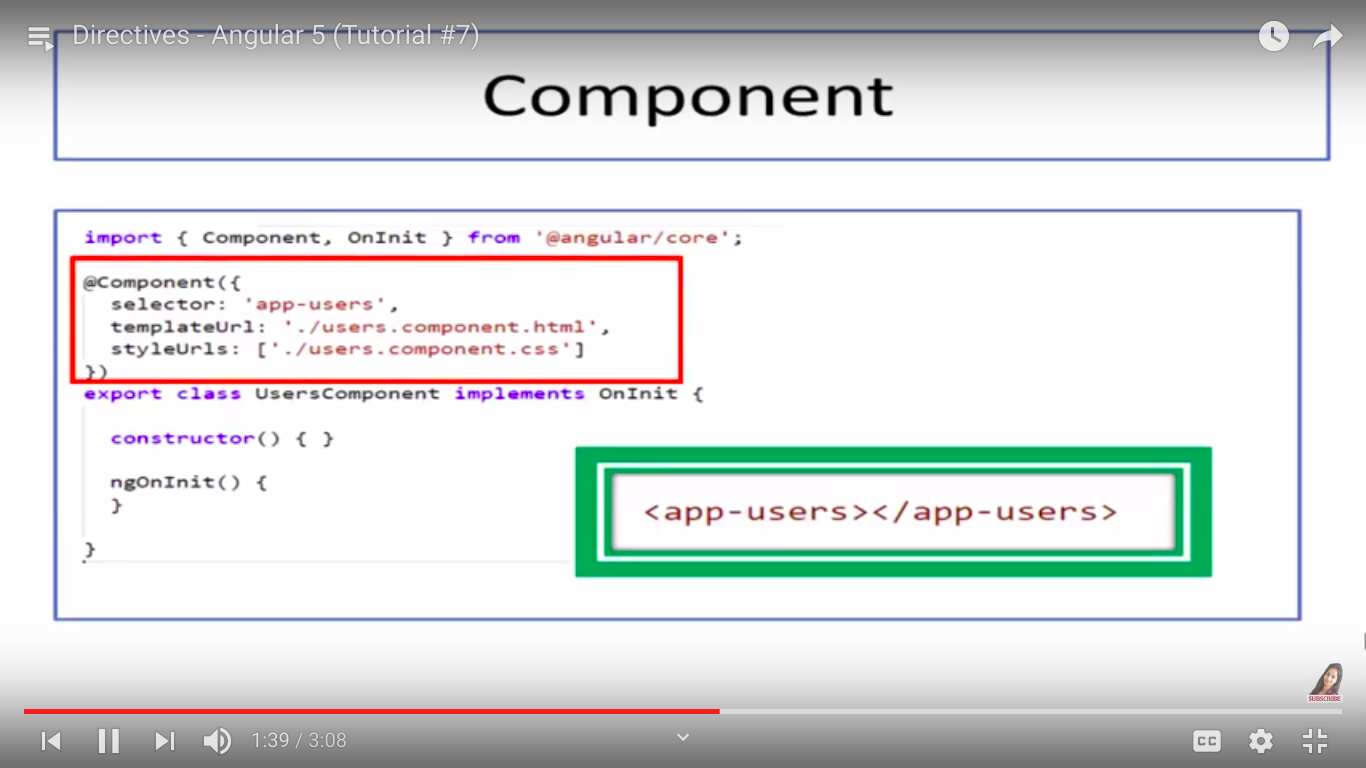 Directives - Angular 5 (Tutorial #7)
Component
import { Component, OnInit } from '@angular/core';
@Component({
selector: 'app-users',
templateUrl: './users.component.html',
styleUrls: ['./users.component.css']
})
export class UsersComponent implements OnInit {
constructor() { }
ngOnInit() {
}
}
<app-users></app-users>
SUBSCRIBE
1:39 / 3:08
CC